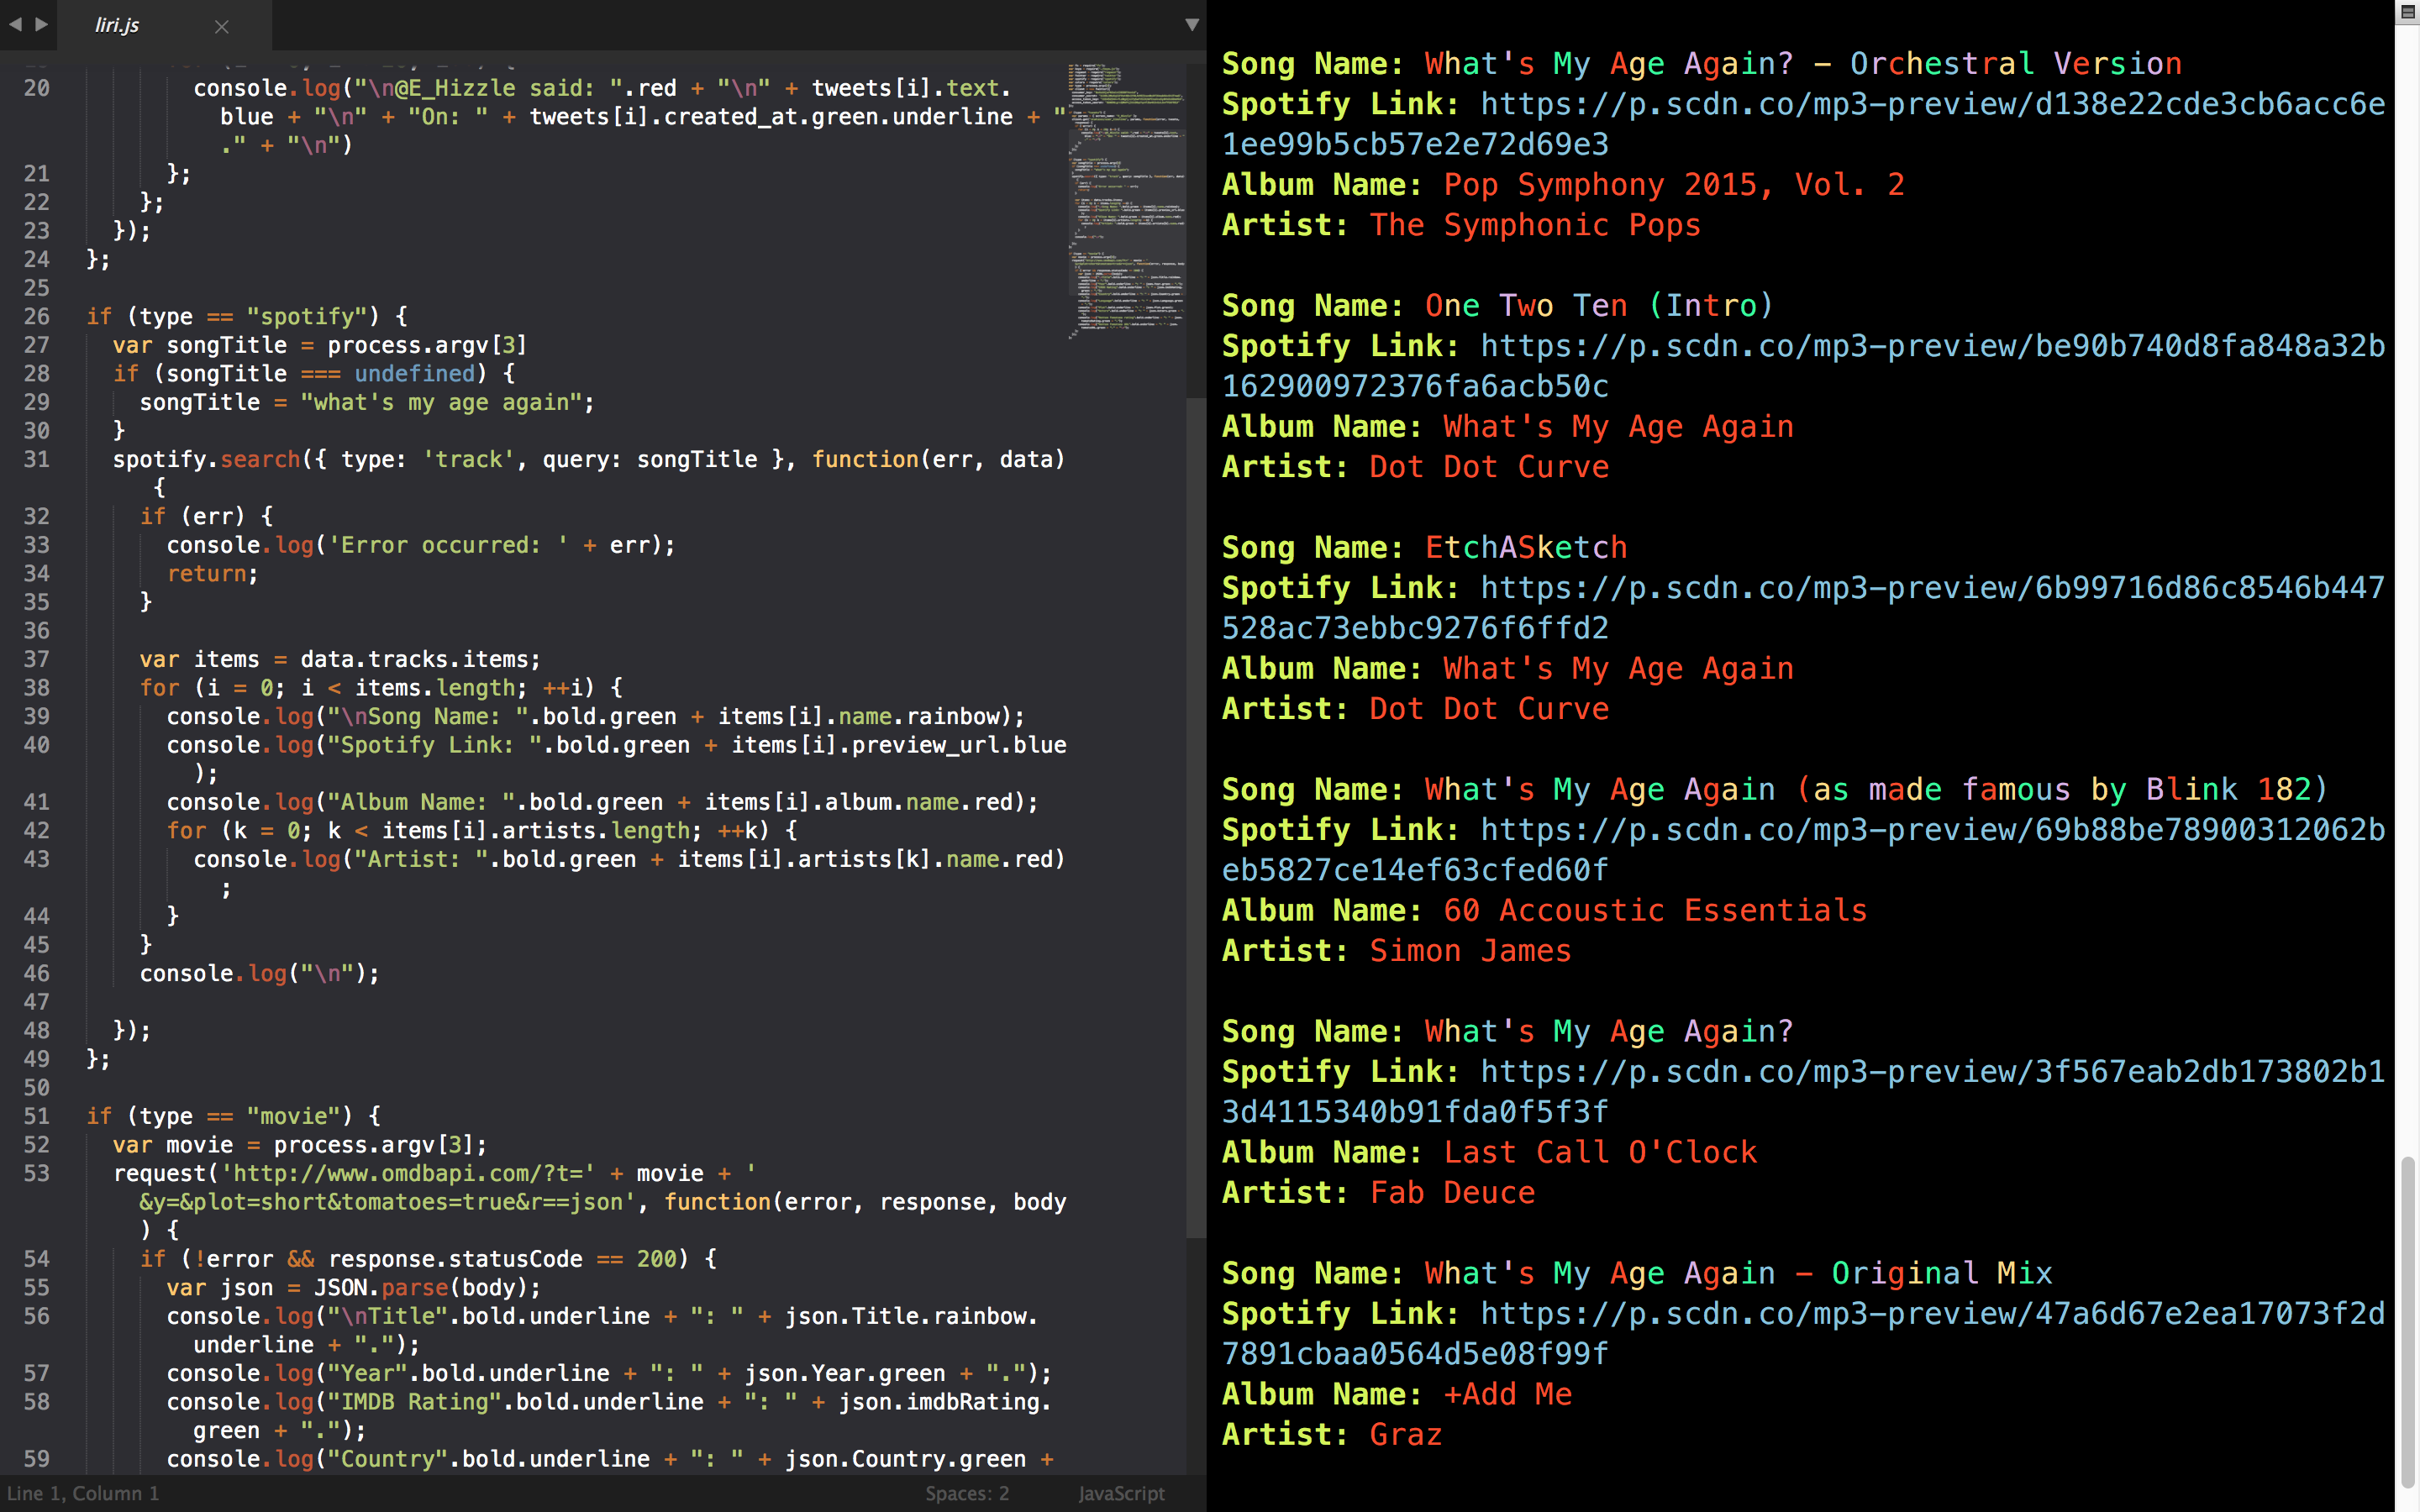 liri.js
20 console.log("\n@E_Hizzle said: ".red + "\n" + tweets[i].text.
blue + "\n" + "On: " + tweets[i].created_at.green.underline + "
." + "\n")
21 };
22 };
23 });
24 };
25
26 if (type == "spotify") {
27 var songTitle = process.argv[3]
28 if (songTitle === undefined) {
29 songTitle = "what's my age again";
30 }
31 spotify.search({ type: 'track', query: songTitle }, function(err, data)
{
32 if (err) {
33 console.log('Error occurred: ' + err);
34 return;
35 }
36
37 var items = data.tracks.items;
38 for (i = 0; i < items.length; ++i) {
39 console.log("\nSong Name: ".bold.green + items[i].name.rainbow);
40 console.log("Spotify Link: ".bold.green + items[i].preview_url.blue
);
41 console.log("Album Name: ".bold.green + items[i].album.name.red);
42 for (k = 0; k < items[i].artists.length; ++k) {
43 console.log("Artist: ".bold.green + items[i].artists[k].name.red)
;
44 }
45 }
46 console.log("\n");
47
48 });
49 };
50
51 if (type == "movie") {
52 var movie = process.argv[3];
53 request('http://www.omdbapi.com/?t=' + movie + '
&y=&plot=short&tomatoes=true&r==json', function(error, response, body
) {
54 if (!error && response.statusCode == 200) {
55 var json = JSON.parse(body);
56 console.log("\nTitle".bold.underline + ": " + json.Title.rainbow.
underline + ".");
57 console.log("Year".bold.underline + ": " + json.Year.green + ".");
58 console.log("IMDB Rating".bold.underline + ": " + json.imdbRating.
green + ".");
59 console.log("Country".bold.underline + ": " + json.Country.green +
Line 1, Column 1
Spaces: 2
JavaScript
Song Name: What's My Age Again? - Orchestral Version
Spotify Link: https://p.scdn.co/mp3-preview/d138e22cde3cb6acc6e
1ee99b5cb57e2e72d69e3
Album Name: Pop Symphony 2015, Vol. 2
Artist: The Symphonic Pops
Song Name: One Two Ten (Intro)
Spotify Link: https://p.scdn.co/mp3-preview/be90b740d8fa848a32b
162900972376fa6acb50c
Album Name: What's My Age Again
Artist: Dot Dot Curve
Song Name: EtchASketch
Spotify Link: https://p.scdn.co/mp3-preview/6b99716d86c8546b447
528ac73ebbc9276f6ffd2
Album Name: What's My Age Again
Artist: Dot Dot Curve
Song Name: What's My Age Again (as made famous by Blink 182)
Spotify Link: https://p.scdn.co/mp3-preview/69b88be78900312062b
eb5827ce14ef63cfed60f
Album Name: 60 Accoustic Essentials
Artist: Simon James
Song Name: What's My Age Again?
Spotify Link: https://p.scdn.co/mp3-preview/3f567eab2db173802b1
3d4115340b91fda0f5f3f
Album Name: Last Call O'Clock
Artist: Fab Deuce
Song Name: What's My Age Again - Original Mix
Spotify Link: https://p.scdn.co/mp3-preview/47a6d67e2ea17073f2d
7891cbaa0564d5e08f99f
Album Name: +Add Me
Artist: Graz